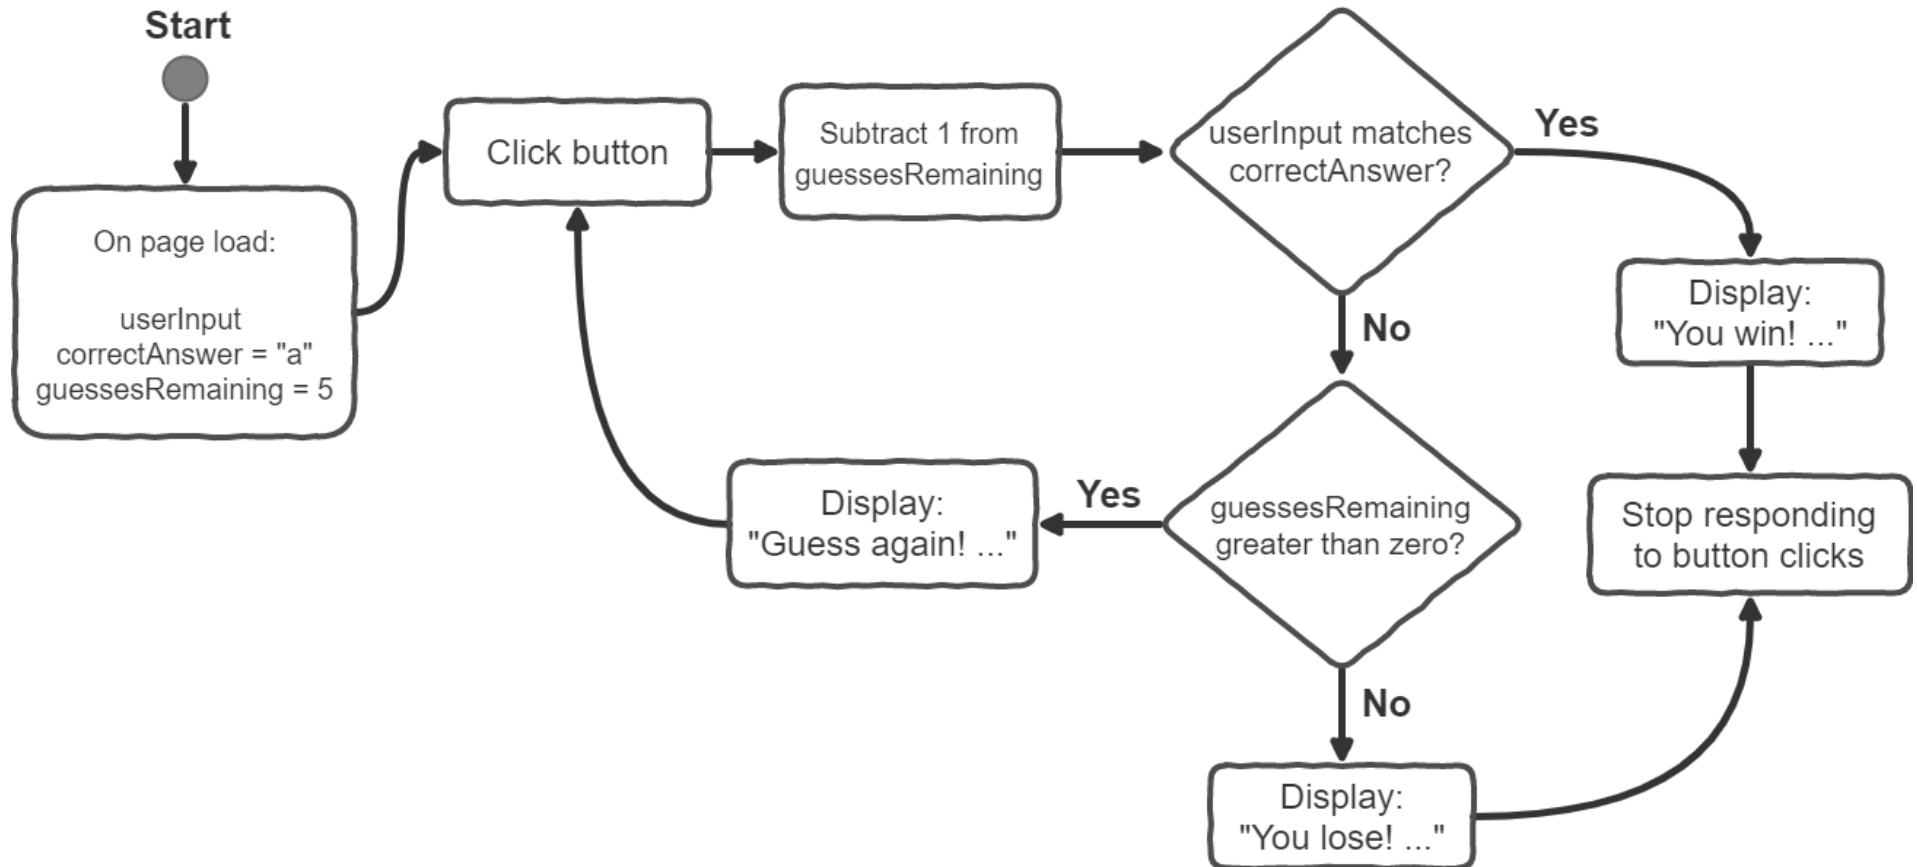 Start
On page load:
userInput
correctAnswer = "a"
guessesRemaining = 5
Click button
Subtract 1 from
guessesRemaining
userInput matches
correctAnswer?
Yes
Display:
"You win! ..."
No
guessesRemaining
greater than zero?
Yes
Display:
"Guess again! ..."
Stop responding
to button clicks
No
Display:
"You lose! ..."